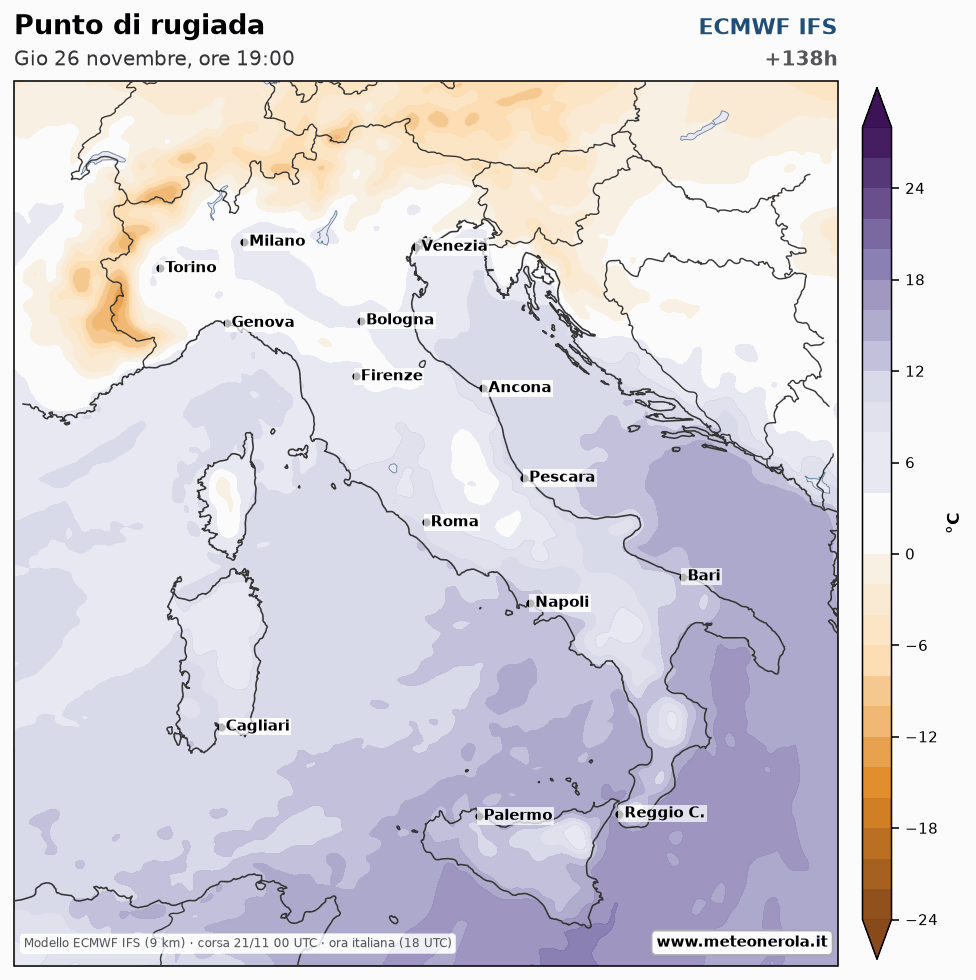 Punto di rugiada
ECMWF IFS
Gio 26 novembre, ore 19:00
+138h
Milano
Venezia
Torino
Genova
Bologna
Firenze
Ancona
Pescara
Roma
Bari
Napoli
Cagliari
Palermo
Reggio C.
24
18
12
6
0
−6
−12
−18
−24
°C
Modello ECMWF IFS (9 km) · corsa 21/11 00 UTC · ora italiana (18 UTC)
www.meteonerola.it